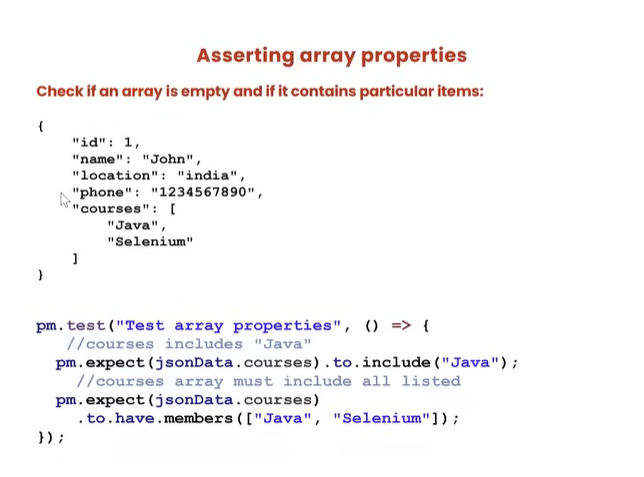 Asserting array properties
Check if an array is empty and if it contains particular items:
{
"id": 1,
"name": "John",
"location": "india",
"phone": "1234567890",
"courses": [
"Java",
"Selenium"
]
}
pm.test("Test array properties", () => {
//courses includes "Java"
pm.expect(jsonData.courses).to.include("Java");
//courses array must include all listed
pm.expect(jsonData.courses)
.to.have.members(["Java", "Selenium"]);
});